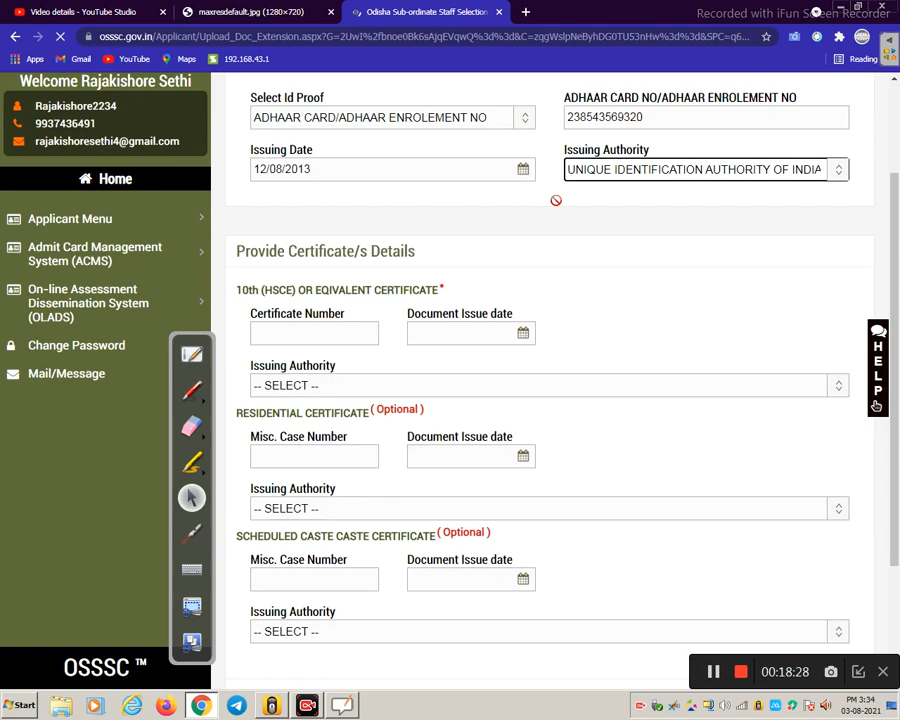 Video details - YouTube Studio
maxresdefault.jpg (1280×720)
Odisha Sub-ordinate Staff Selection
Recorded with iFun Screen Recorder
osssc.gov.in/Applicant/Upload_Doc_Extension.aspx?G=2UwI%2fbnoe0Bk6sAjqEVqwQ%3d%3d&C=zqgWslpNeByhDG0TU53nHw%3d%3d&SPC=q6...
Apps
Gmail
YouTube
Maps
192.168.43.1
Reading
Welcome Rajakishore Sethi
Rajakishore2234
9937436491
rajakishoresethi4@gmail.com
Home
Applicant Menu
Admit Card Management
System (ACMS)
On-line Assessment
Dissemination System
(OLADS)
Change Password
Mail/Message
OSSSC ™
Select Id Proof
ADHAAR CARD NO/ADHAAR ENROLEMENT NO
ADHAAR CARD/ADHAAR ENROLEMENT NO
238543569320
Issuing Date
Issuing Authority
12/08/2013
UNIQUE IDENTIFICATION AUTHORITY OF INDIA
Provide Certificate/s Details
10th (HSCE) OR EQIVALENT CERTIFICATE*
Certificate Number
Document Issue date
Issuing Authority
-- SELECT --
RESIDENTIAL CERTIFICATE ( Optional )
Misc. Case Number
Document Issue date
Issuing Authority
-- SELECT --
SCHEDULED CASTE CASTE CERTIFICATE ( Optional )
Misc. Case Number
Document Issue date
Issuing Authority
-- SELECT --
HELP
00:18:28
Start
PM 3:34
03-08-2021